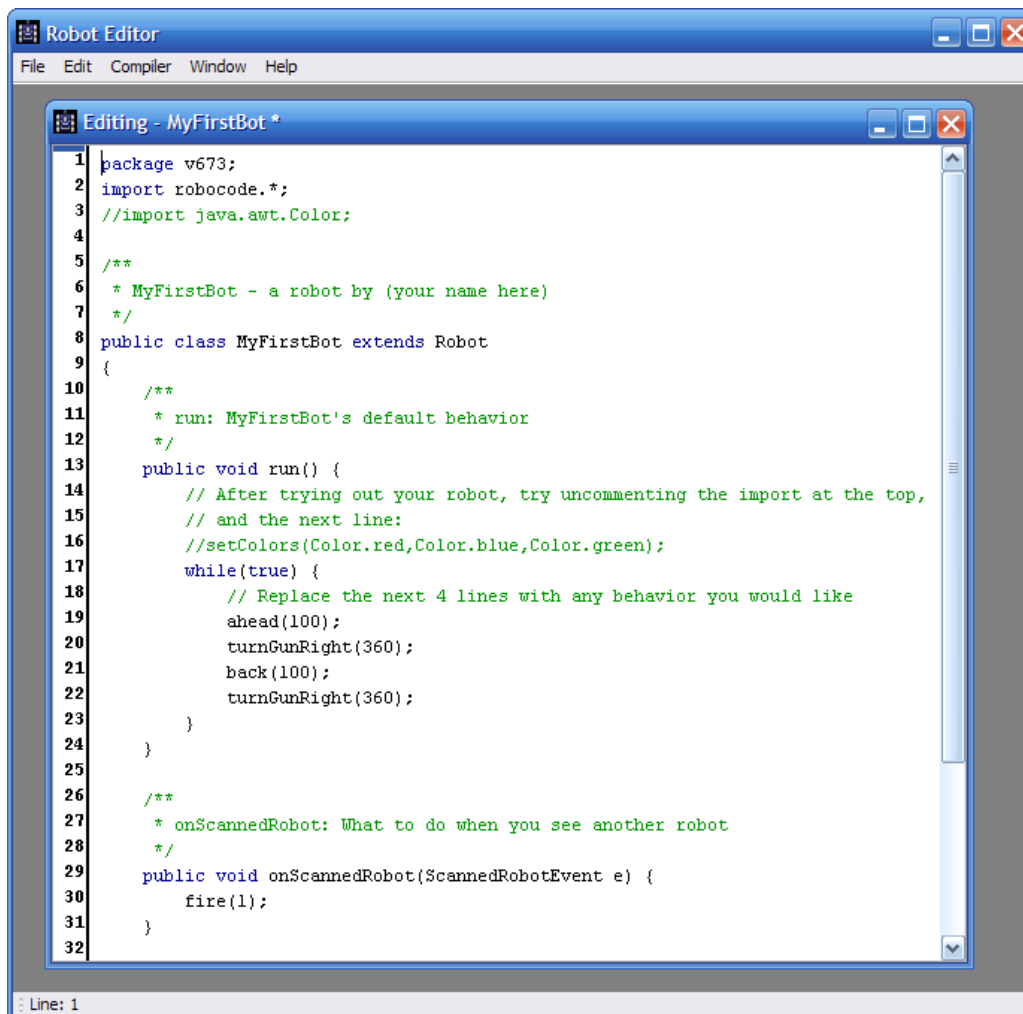 Robot Editor
File Edit Compiler Window Help
Editing - MyFirstBot *
1 package v673;
2 import robocode.*;
3 //import java.awt.Color;
4
5 /**
6  * MyFirstBot - a robot by (your name here)
7  */
8 public class MyFirstBot extends Robot
9 {
10     /**
11      * run: MyFirstBot's default behavior
12      */
13     public void run() {
14         // After trying out your robot, try uncommenting the import at the top,
15         // and the next line:
16         //setColors(Color.red,Color.blue,Color.green);
17         while(true) {
18             // Replace the next 4 lines with any behavior you would like
19             ahead(100);
20             turnGunRight(360);
21             back(100);
22             turnGunRight(360);
23         }
24     }
25
26     /**
27      * onScannedRobot: What to do when you see another robot
28      */
29     public void onScannedRobot(ScannedRobotEvent e) {
30         fire(1);
31     }
32
Line: 1